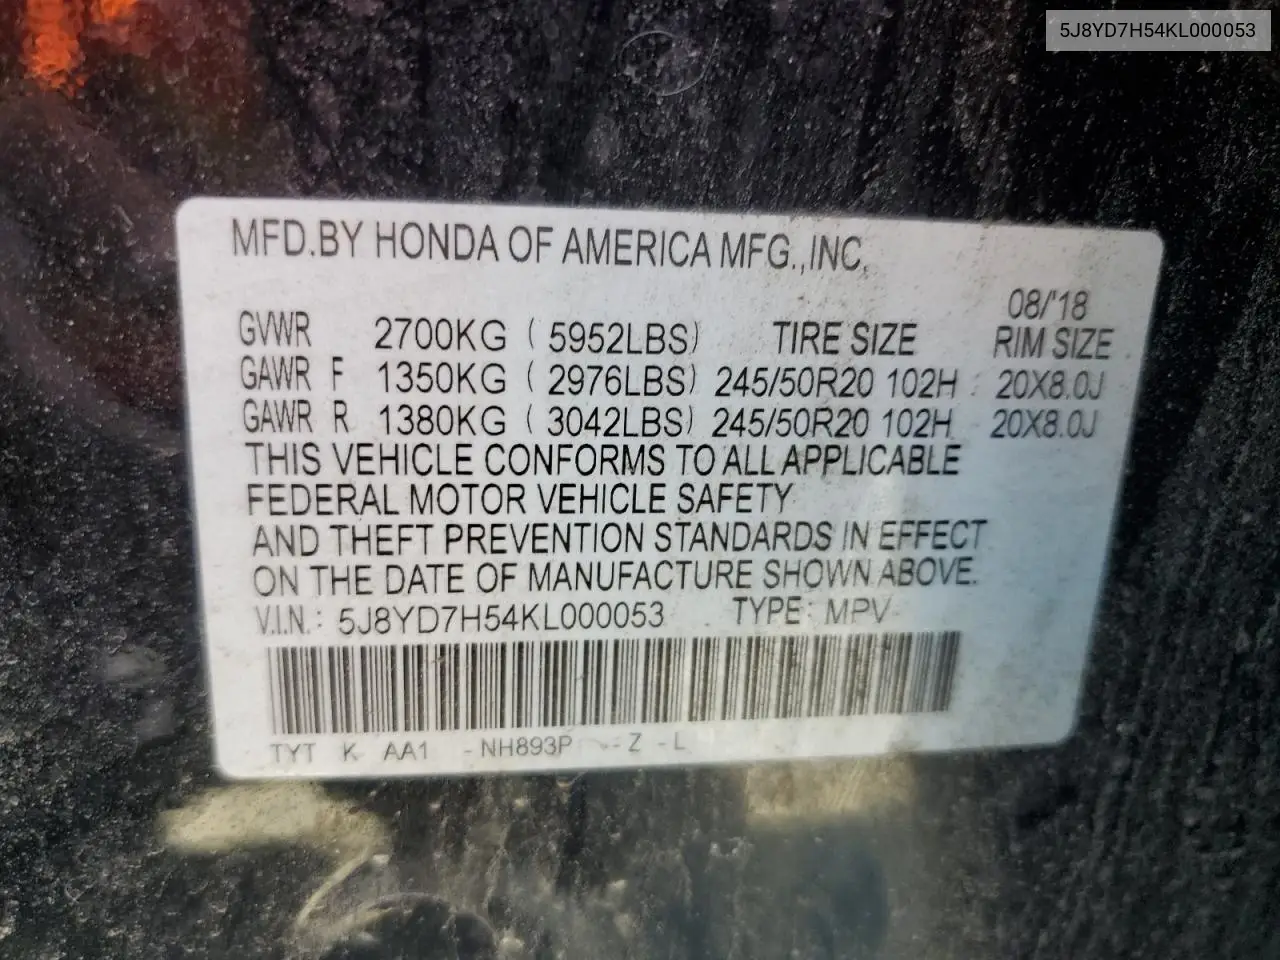 5J8YD7H54KL000053
MFD.BY HONDA OF AMERICA MFG.,INC.
08/'18
GVWR 2700KG ( 5952LBS) TIRE SIZE RIM SIZE
GAWR F 1350KG ( 2976LBS) 245/50R20 102H 20X8.0J
GAWR R 1380KG ( 3042LBS) 245/50R20 102H 20X8.0J
THIS VEHICLE CONFORMS TO ALL APPLICABLE
FEDERAL MOTOR VEHICLE SAFETY
AND THEFT PREVENTION STANDARDS IN EFFECT
ON THE DATE OF MANUFACTURE SHOWN ABOVE.
V.I.N.: 5J8YD7H54KL000053 TYPE: MPV
TYT K AA1 -NH893P -Z -L